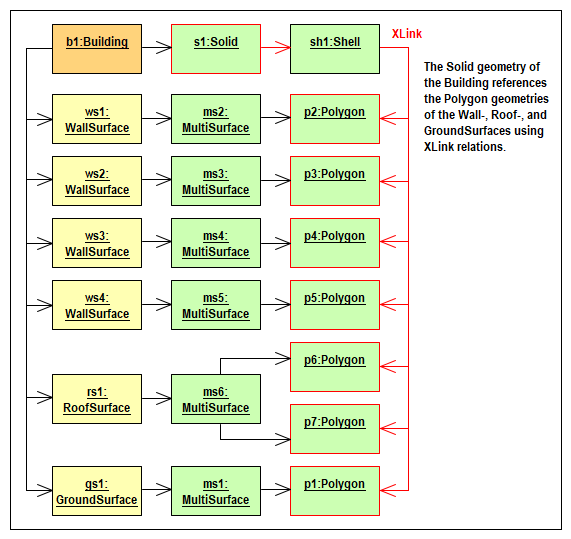 b1:Building
s1:Solid
sh1:Shell
XLink
The Solid geometry of
the Building references
the Polygon geometries
of the Wall-, Roof-, and
GroundSurfaces using
XLink relations.
ws1:
WallSurface
ms2:
MultiSurface
p2:Polygon
ws2:
WallSurface
ms3:
MultiSurface
p3:Polygon
ws3:
WallSurface
ms4:
MultiSurface
p4:Polygon
ws4:
WallSurface
ms5:
MultiSurface
p5:Polygon
rs1:
RoofSurface
ms6:
MultiSurface
p6:Polygon
p7:Polygon
gs1:
GroundSurface
ms1:
MultiSurface
p1:Polygon